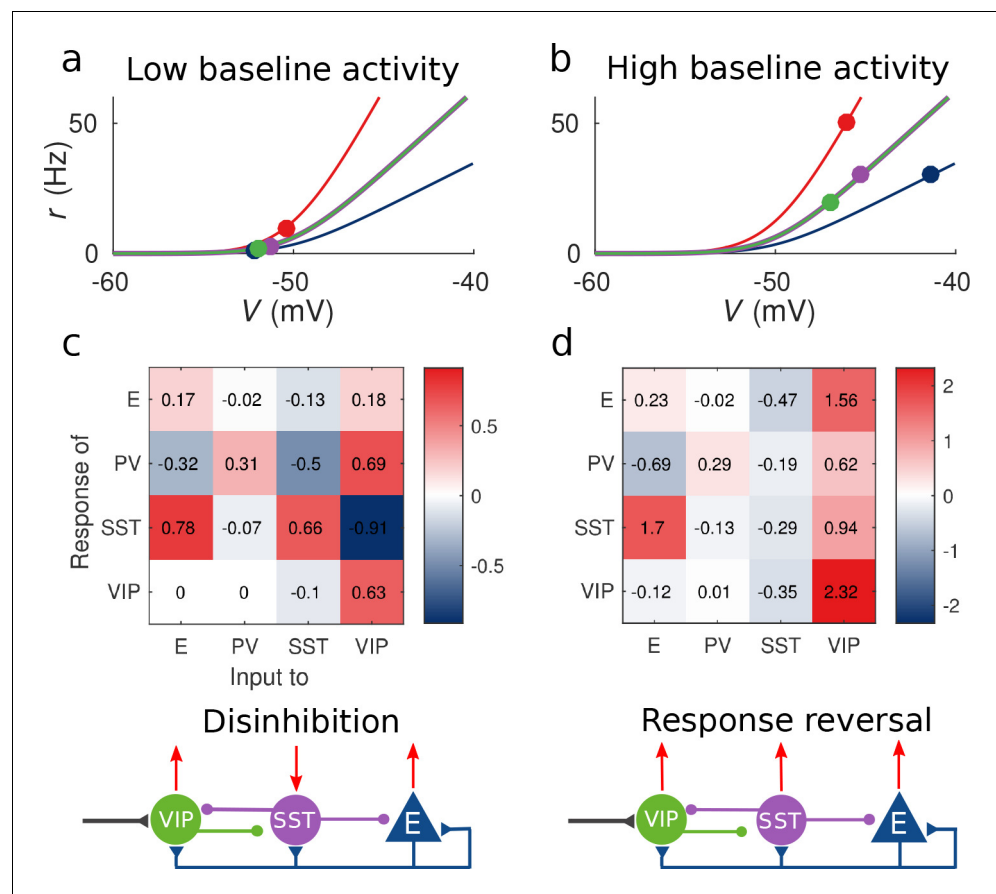 a
Low baseline activity
b
High baseline activity
50
0
r (Hz)
-60
-50
-40
V (mV)
50
0
-60
-50
-40
V (mV)
c
E
0.17
-0.02
-0.13
0.18
PV
-0.32
0.31
-0.5
0.69
SST
0.78
-0.07
0.66
-0.91
VIP
0
0
-0.1
0.63
E
PV
SST
VIP
Response of
Input to
0.5
0
-0.5
d
E
0.23
-0.02
-0.47
1.56
PV
-0.69
0.29
-0.19
0.62
SST
1.7
-0.13
-0.29
0.94
VIP
-0.12
0.01
-0.35
2.32
E
PV
SST
VIP
2
1
0
-1
-2
Disinhibition
VIP
SST
E
Response reversal
VIP
SST
E